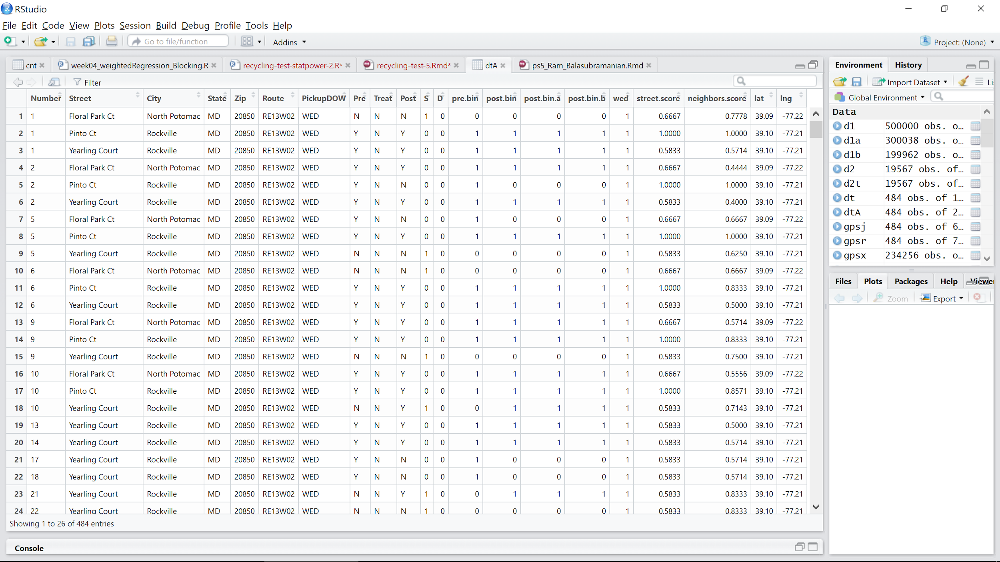 RStudio
File Edit Code View Plots Session Build Debug Profile Tools Help
Go to file/function Addins Project: (None)
cnt week04_weightedRegression_Blocking.R recycling-test-statpower-2.R* recycling-test-5.Rmd* dtA ps5_Ram_Balasubramanian.Rmd
Filter
Number Street City State Zip Route PickupDOW Pre Treat Post S D pre.bin post.bin post.bin.a post.bin.b wed street.score neighbors.score lat lng
1 1 Floral Park Ct North Potomac MD 20850 RE13W02 WED N N N 1 0 0 0 0 0 1 0.6667 0.7778 39.09 -77.22
2 1 Pinto Ct Rockville MD 20850 RE13W02 WED Y N Y 0 0 1 1 1 1 1 1.0000 1.0000 39.10 -77.21
3 1 Yearling Court Rockville MD 20850 RE13W02 WED Y N Y 0 0 1 1 1 1 1 0.5833 0.5714 39.10 -77.21
4 2 Floral Park Ct North Potomac MD 20850 RE13W02 WED Y N Y 0 0 1 1 1 1 1 0.6667 0.4444 39.09 -77.22
5 2 Pinto Ct Rockville MD 20850 RE13W02 WED Y N N 0 0 1 0 0 0 1 1.0000 1.0000 39.10 -77.21
6 2 Yearling Court Rockville MD 20850 RE13W02 WED Y N Y 0 0 1 1 1 1 1 0.5833 0.4000 39.10 -77.21
7 5 Floral Park Ct North Potomac MD 20850 RE13W02 WED Y N N 0 0 1 0 0 0 1 0.6667 0.6667 39.09 -77.22
8 5 Pinto Ct Rockville MD 20850 RE13W02 WED Y N Y 0 0 1 1 1 1 1 1.0000 1.0000 39.10 -77.21
9 5 Yearling Court Rockville MD 20850 RE13W02 WED N N N 1 0 0 0 0 0 1 0.5833 0.6250 39.10 -77.21
10 6 Floral Park Ct North Potomac MD 20850 RE13W02 WED N N N 1 0 0 0 0 0 1 0.6667 0.6667 39.09 -77.22
11 6 Pinto Ct Rockville MD 20850 RE13W02 WED Y N Y 0 0 1 1 1 1 1 1.0000 0.8333 39.10 -77.21
12 6 Yearling Court Rockville MD 20850 RE13W02 WED Y N Y 0 0 1 1 1 1 1 0.5833 0.5000 39.10 -77.21
13 9 Floral Park Ct North Potomac MD 20850 RE13W02 WED Y N Y 0 0 1 1 1 1 1 0.6667 0.5714 39.09 -77.22
14 9 Pinto Ct Rockville MD 20850 RE13W02 WED Y N Y 0 0 1 1 1 1 1 1.0000 0.8333 39.10 -77.21
15 9 Yearling Court Rockville MD 20850 RE13W02 WED N N N 1 0 0 0 0 0 1 0.5833 0.7500 39.10 -77.21
16 10 Floral Park Ct North Potomac MD 20850 RE13W02 WED Y N Y 0 0 1 1 1 1 1 0.6667 0.5556 39.09 -77.22
17 10 Pinto Ct Rockville MD 20850 RE13W02 WED Y N Y 0 0 1 1 1 1 1 1.0000 0.8571 39.10 -77.21
18 10 Yearling Court Rockville MD 20850 RE13W02 WED N N Y 1 0 0 1 1 1 1 0.5833 0.7143 39.10 -77.21
19 13 Yearling Court Rockville MD 20850 RE13W02 WED Y N Y 0 0 1 1 1 1 1 0.5833 0.5000 39.10 -77.21
20 14 Yearling Court Rockville MD 20850 RE13W02 WED Y N Y 0 0 1 1 1 1 1 0.5833 0.5714 39.10 -77.21
21 17 Yearling Court Rockville MD 20850 RE13W02 WED Y N N 0 0 1 0 0 0 1 0.5833 0.5714 39.10 -77.21
22 18 Yearling Court Rockville MD 20850 RE13W02 WED Y N N 0 0 1 0 0 0 1 0.5833 0.5714 39.10 -77.21
23 21 Yearling Court Rockville MD 20850 RE13W02 WED N N Y 1 0 0 1 1 1 1 0.5833 0.8333 39.10 -77.21
24 22 Yearling Court Rockville MD 20850 RE13W02 WED N N N 1 0 0 0 0 0 1 0.5833 0.8333 39.10 -77.21
Showing 1 to 26 of 484 entries
Console
Environment History
Import Dataset Li
Global Environment
Data
d1 500000 obs. o…
d1a 300038 obs. o…
d1b 199962 obs. o…
d2 19567 obs. of…
d2t 19567 obs. of…
dt 484 obs. of 1…
dtA 484 obs. of 2…
gpsj 484 obs. of 6…
gpsr 484 obs. of 7…
gpsx 234256 obs. o…
Files Plots Packages Help Viewer
Zoom Export